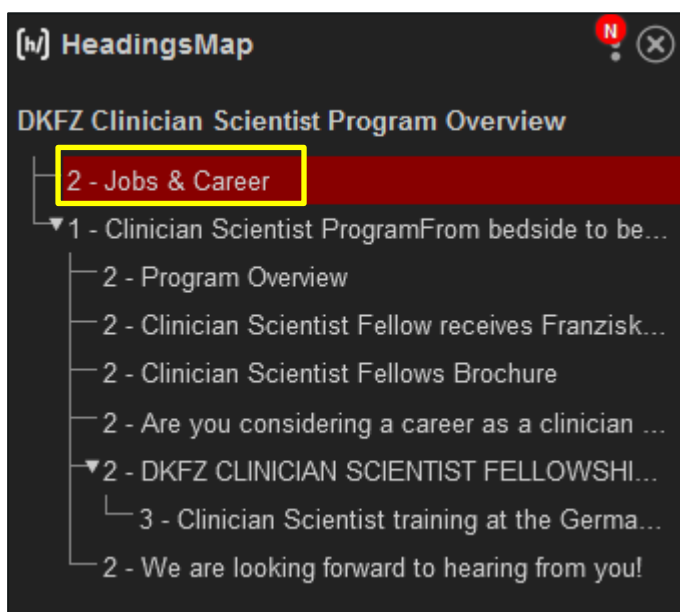 [h/] HeadingsMap
N
DKFZ Clinician Scientist Program Overview
2 - Jobs & Career
1 - Clinician Scientist ProgramFrom bedside to be...
2 - Program Overview
2 - Clinician Scientist Fellow receives Franzisk...
2 - Clinician Scientist Fellows Brochure
2 - Are you considering a career as a clinician ...
2 - DKFZ CLINICIAN SCIENTIST FELLOWSHI...
3 - Clinician Scientist training at the Germa...
2 - We are looking forward to hearing from you!